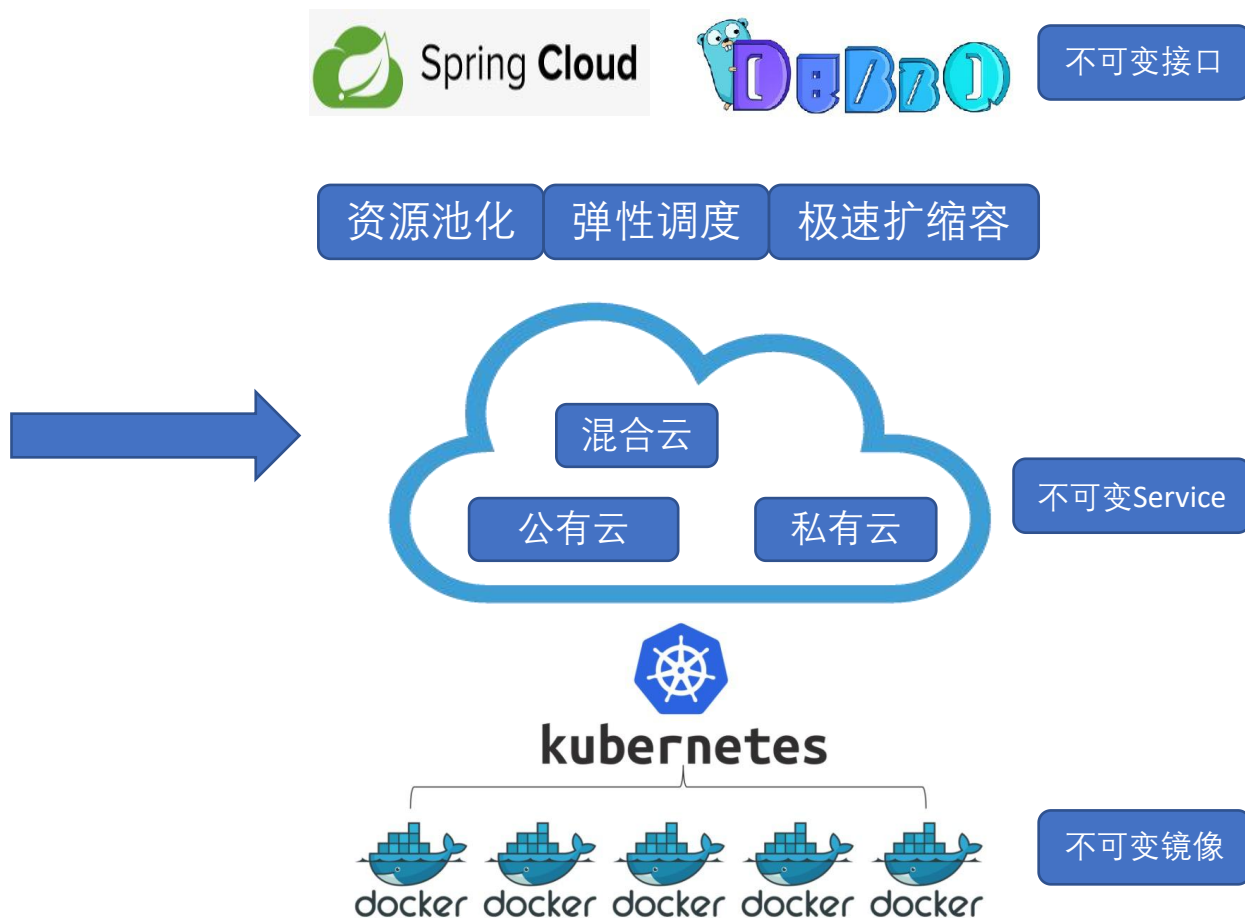 Spring Cloud
DUBBO
不可变接口
资源池化
弹性调度
极速扩缩容
混合云
公有云
私有云
不可变Service
kubernetes
docker
docker
docker
docker
docker
不可变镜像